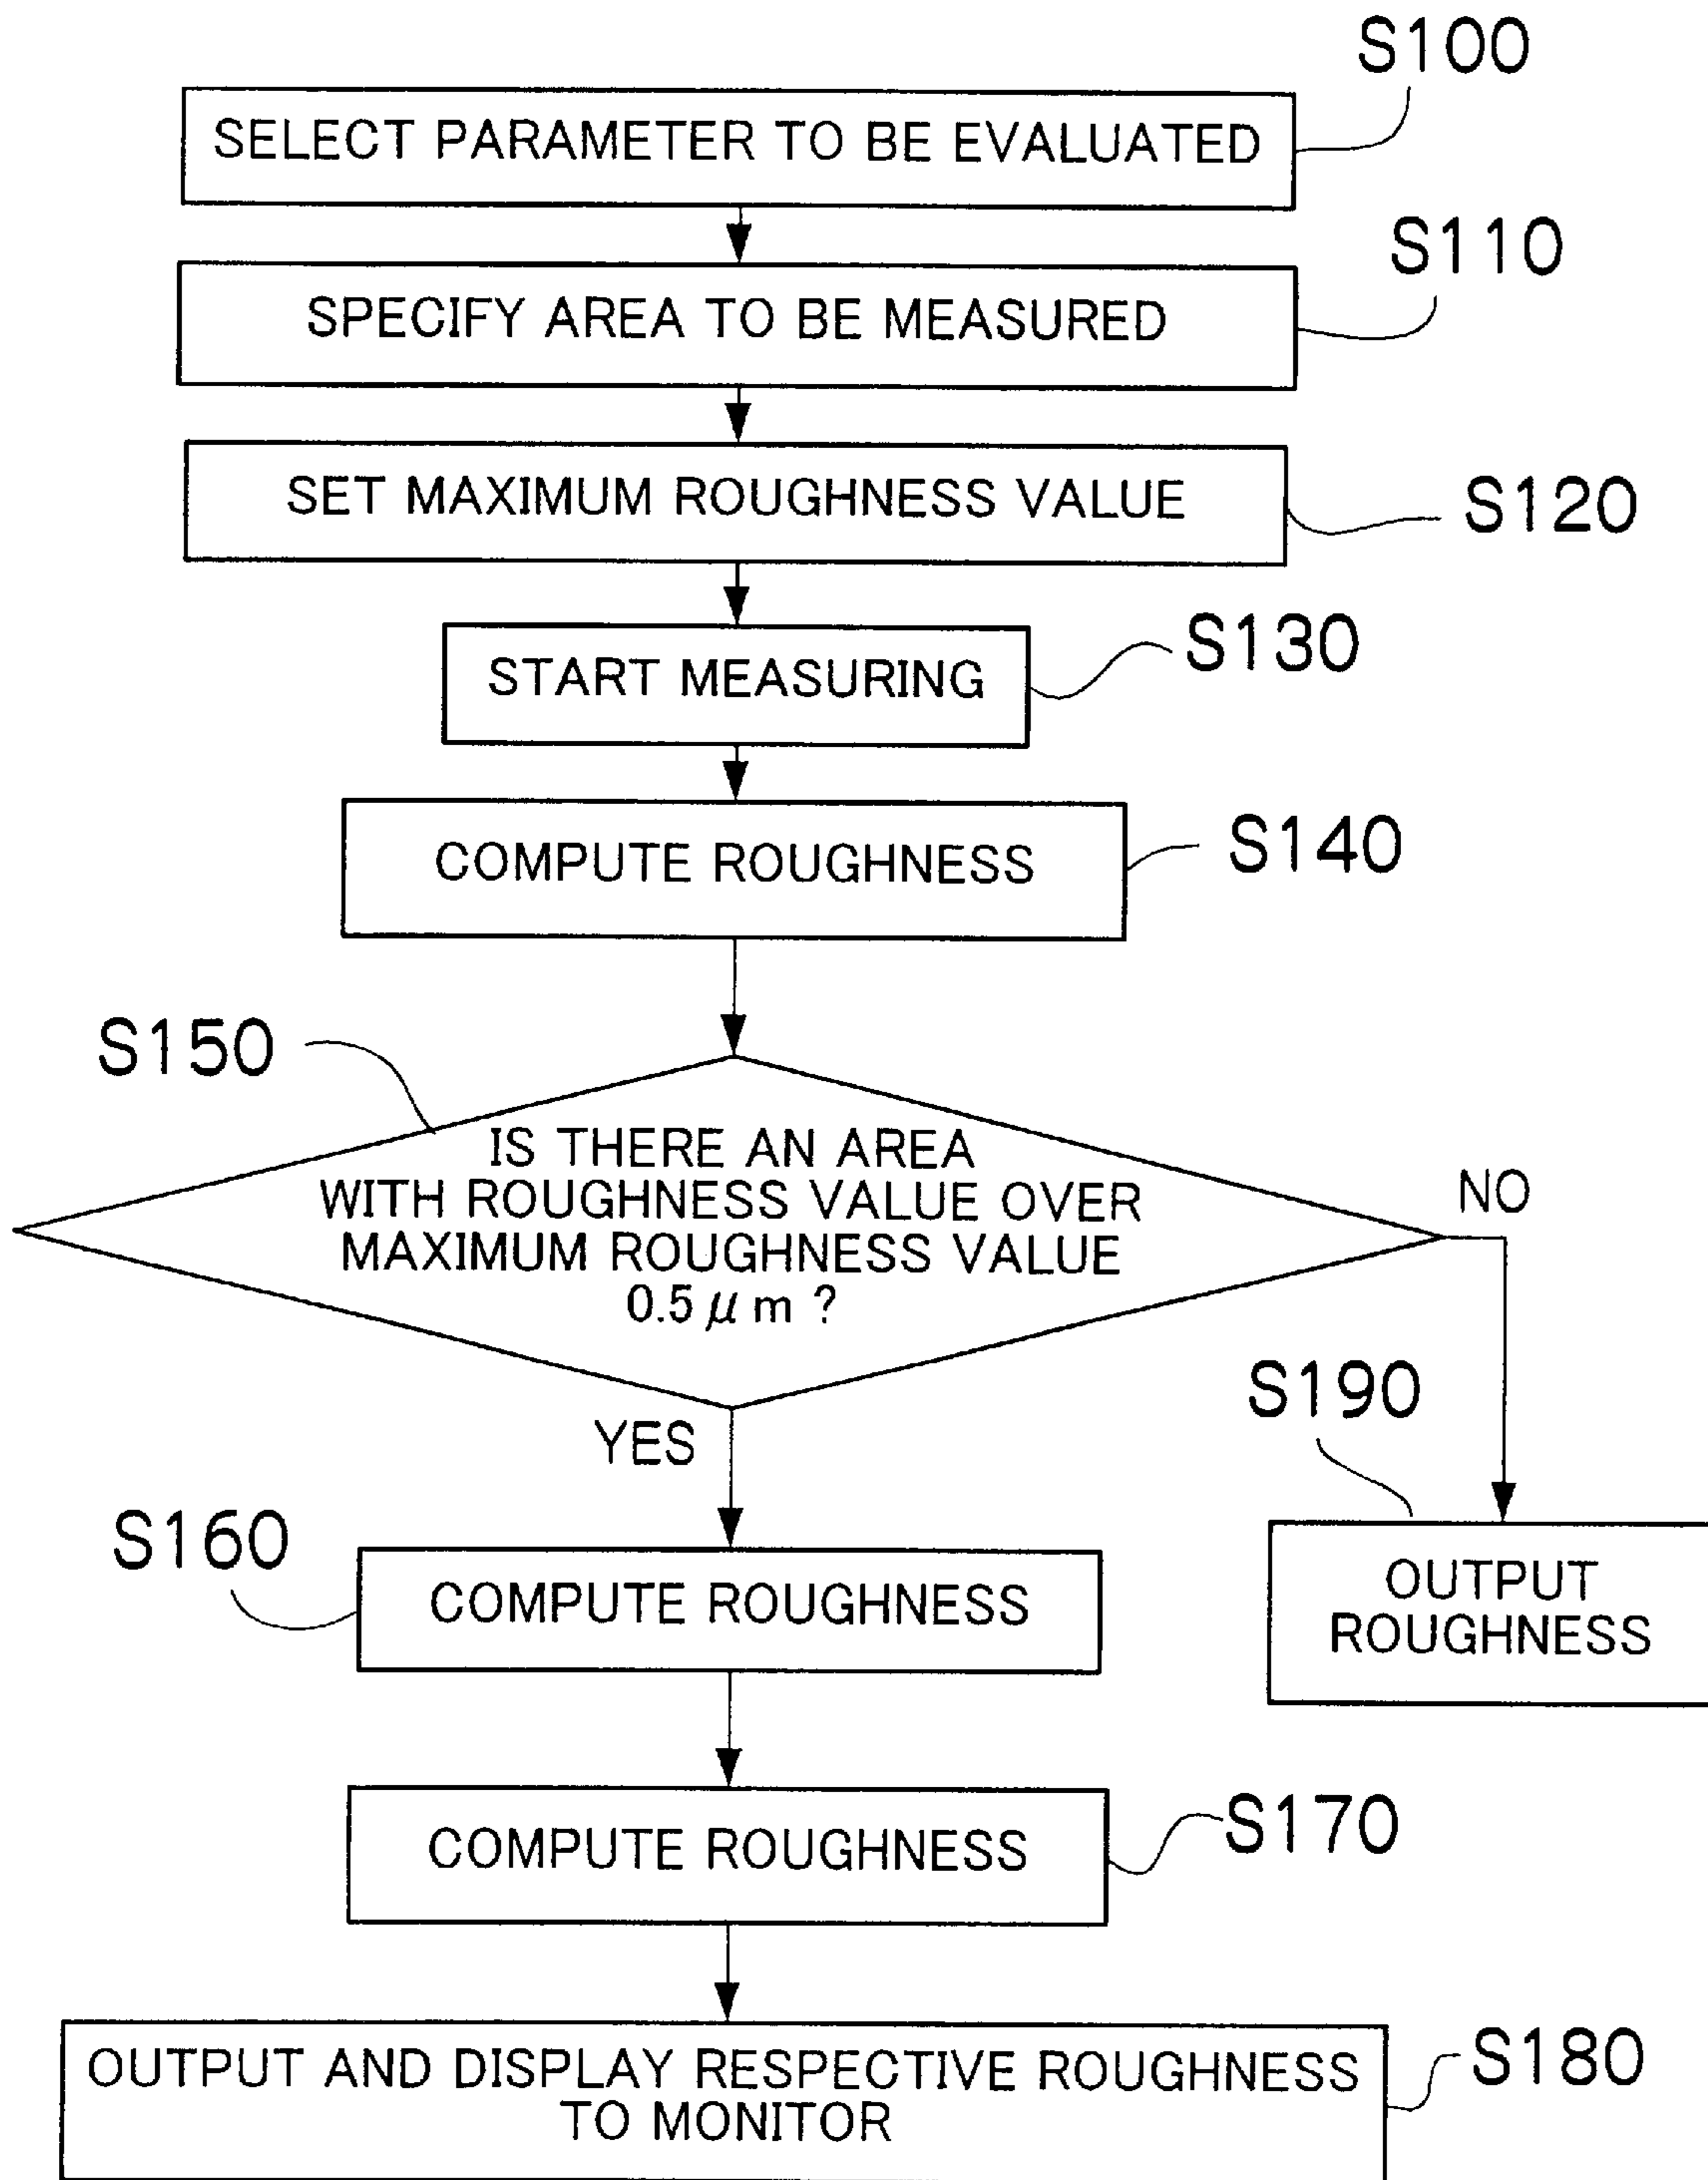 S100
SELECT PARAMETER TO BE EVALUATED
S110
SPECIFY AREA TO BE MEASURED
SET MAXIMUM ROUGHNESS VALUE
S120
START MEASURING
S130
COMPUTE ROUGHNESS
S140
S150
IS THERE AN AREA
WITH ROUGHNESS VALUE OVER
MAXIMUM ROUGHNESS VALUE
0.5 μm ?
NO
YES
S190
OUTPUT
ROUGHNESS
S160
COMPUTE ROUGHNESS
COMPUTE ROUGHNESS
S170
OUTPUT AND DISPLAY RESPECTIVE ROUGHNESS
TO MONITOR
S180